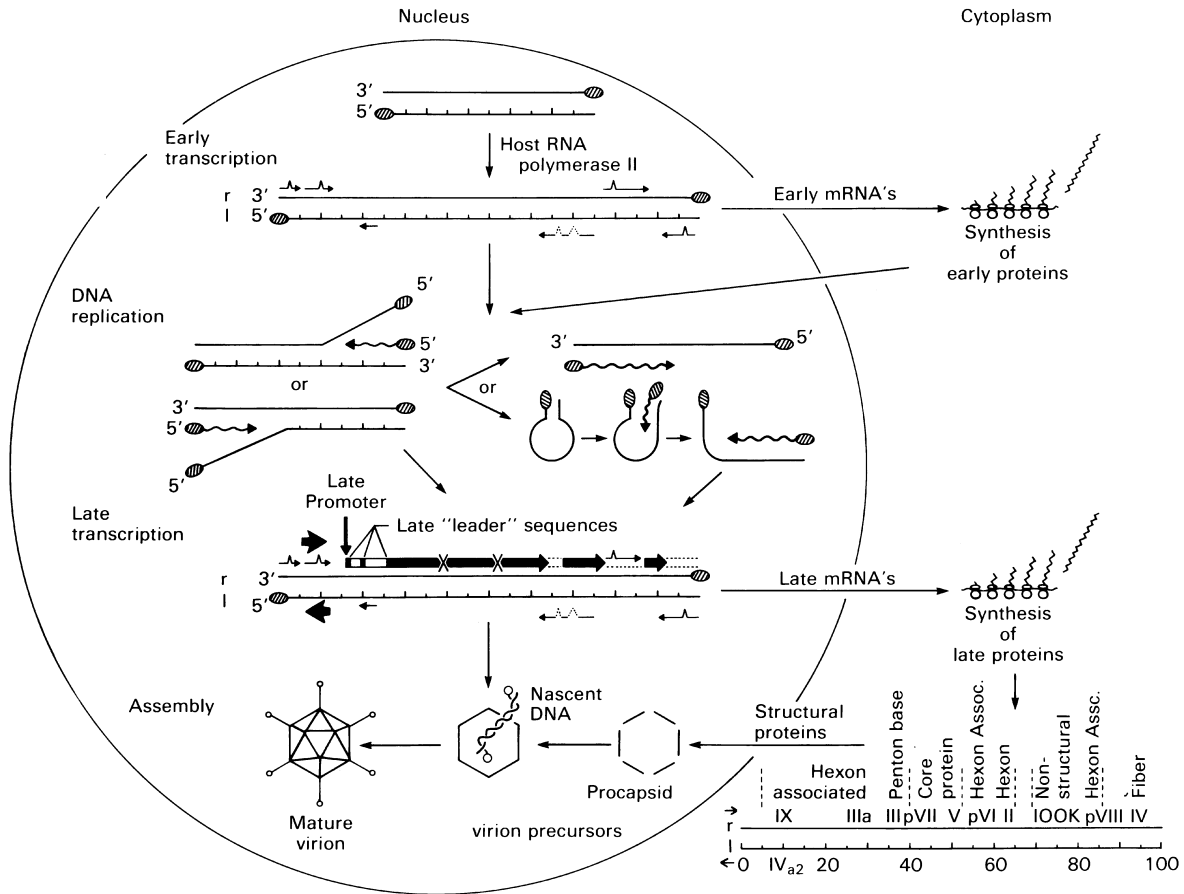 Nucleus
Cytoplasm
3′
5′
Early
transcription
Host RNA
polymerase II
r 3′
l 5′
Early mRNA's
Synthesis
of
early proteins
DNA
replication
5′
5′
3′
or
3′
5′
5′
or
3′ 5′
Late
Promoter
Late
transcription
Late "leader" sequences
r 3′
l 5′
Late mRNA's
Synthesis
of
late proteins
Assembly
Nascent
DNA
Structural
proteins
Procapsid
Mature
virion
virion precursors
Hexon
associated
Penton base
Core
protein
Hexon Assoc.
Hexon
Non-
structural
Hexon Assc.
Fiber
IX IIIa III pVII V pVI II IOOK pVIII IV
r
l
0 IVa2 20 40 60 80 100